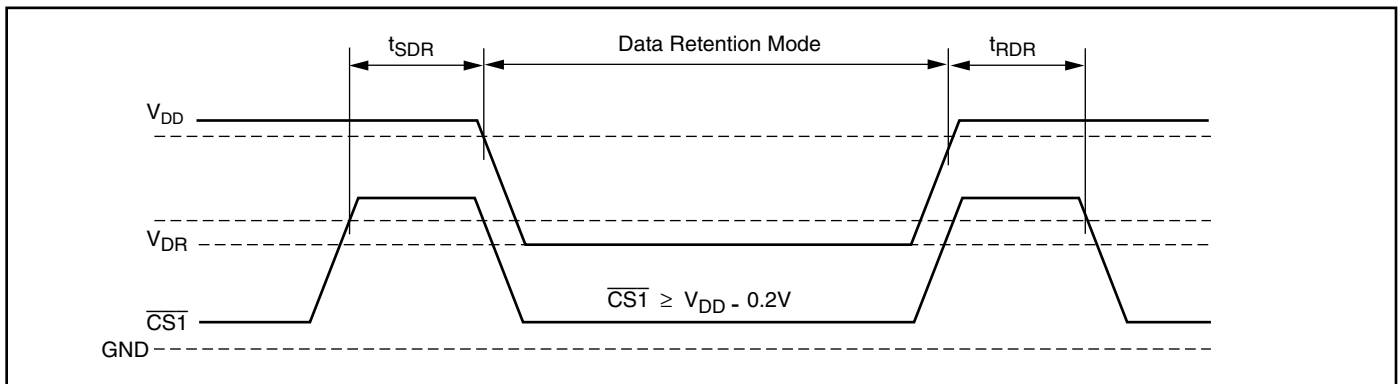 tSDR Data Retention Mode tRDR
VDD
VDR
CS1 ≥ VDD - 0.2V
CS1
GND